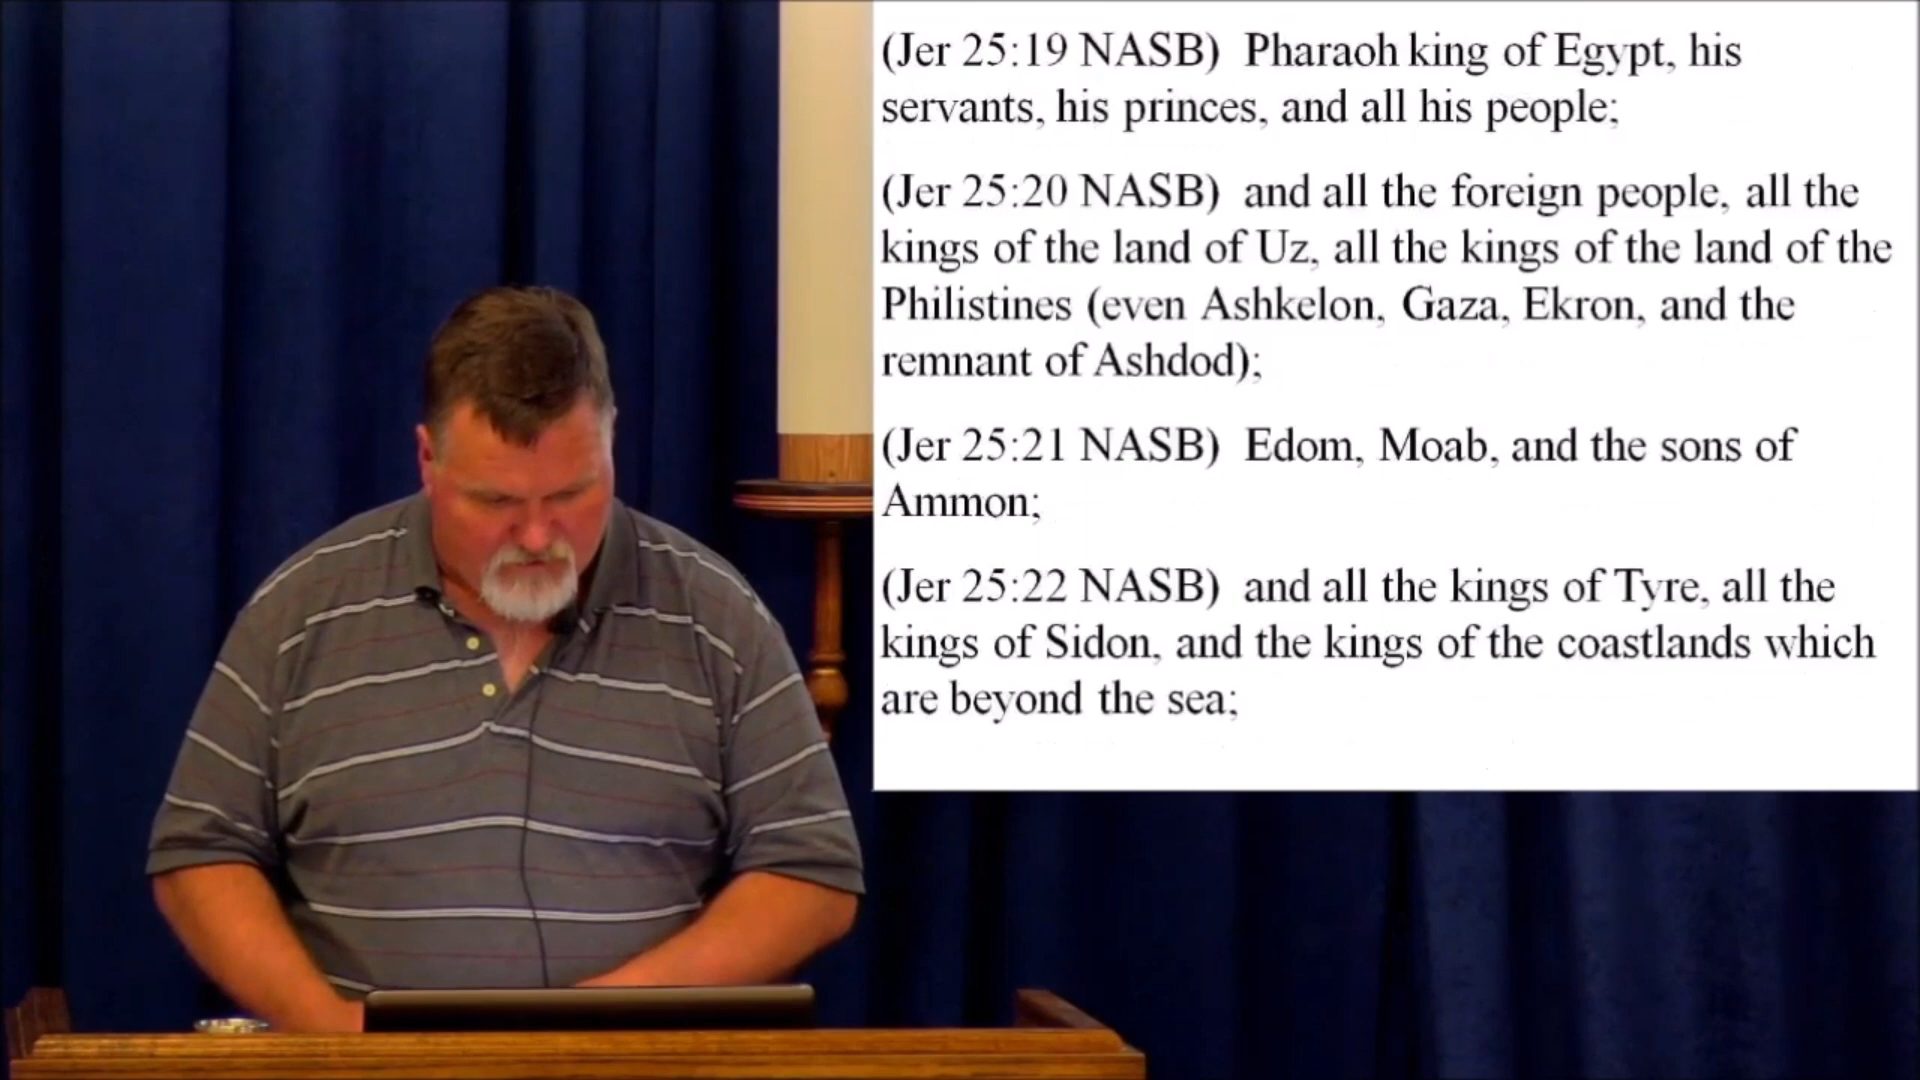 (Jer 25:19 NASB) Pharaoh king of Egypt, his
servants, his princes, and all his people;
(Jer 25:20 NASB) and all the foreign people, all the
kings of the land of Uz, all the kings of the land of the
Philistines (even Ashkelon, Gaza, Ekron, and the
remnant of Ashdod);
(Jer 25:21 NASB) Edom, Moab, and the sons of
Ammon;
(Jer 25:22 NASB) and all the kings of Tyre, all the
kings of Sidon, and the kings of the coastlands which
are beyond the sea;